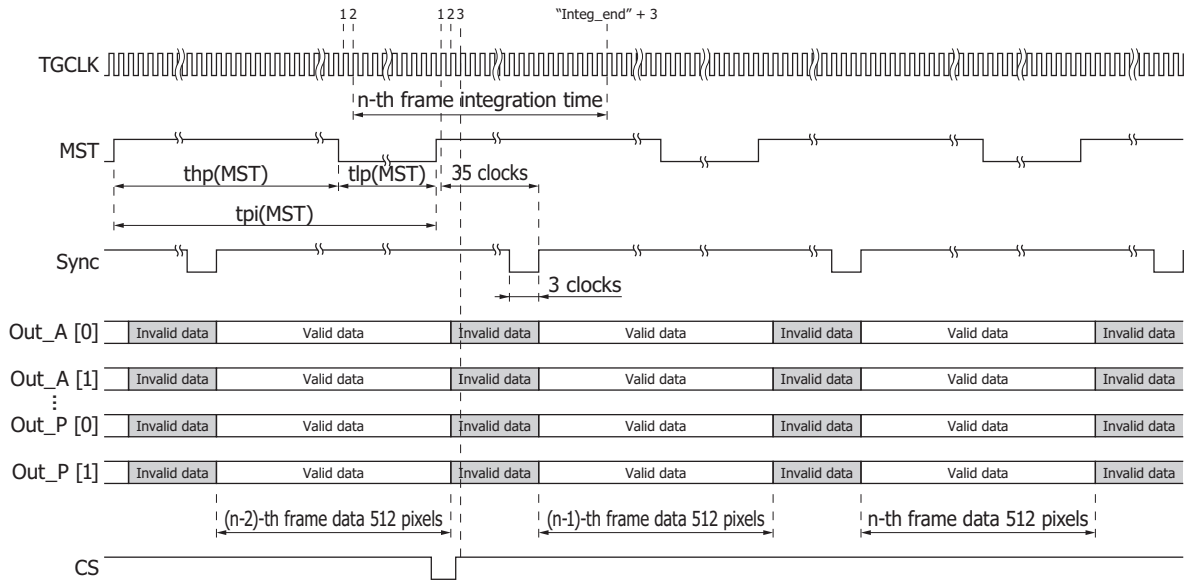 12 123 "Integ_end" + 3
TGCLK
n-th frame integration time
MST
thp(MST) tlp(MST) 35 clocks
tpi(MST)
Sync
3 clocks
Out_A [0] Invalid data Valid data Invalid data Valid data Invalid data Valid data Invalid data
Out_A [1] Invalid data Valid data Invalid data Valid data Invalid data Valid data Invalid data
⋮
Out_P [0] Invalid data Valid data Invalid data Valid data Invalid data Valid data Invalid data
Out_P [1] Invalid data Valid data Invalid data Valid data Invalid data Valid data Invalid data
(n-2)-th frame data 512 pixels (n-1)-th frame data 512 pixels n-th frame data 512 pixels
CS